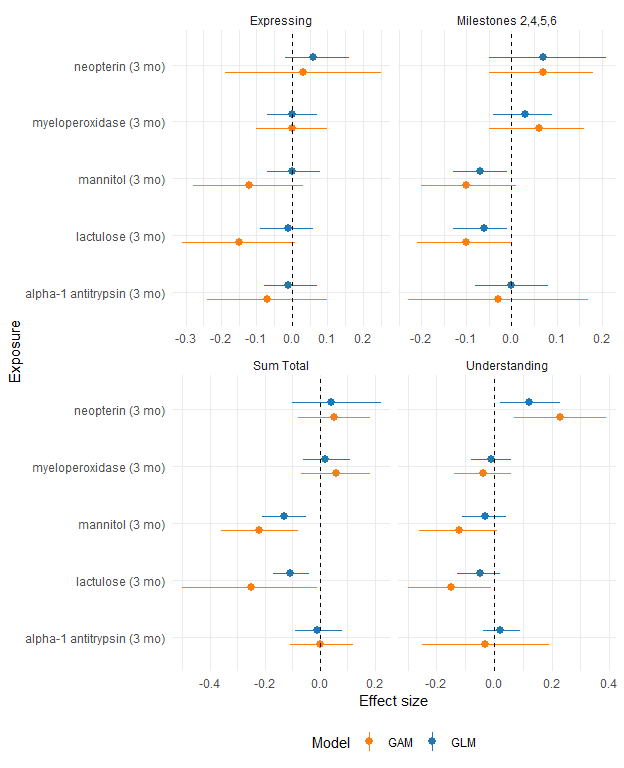 Expressing
Milestones 2,4,5,6
neopterin (3 mo)
myeloperoxidase (3 mo)
mannitol (3 mo)
lactulose (3 mo)
alpha-1 antitrypsin (3 mo)
-0.3 -0.2 -0.1 0.0 0.1 0.2
-0.2 -0.1 0.0 0.1 0.2
Exposure
Sum Total
Understanding
neopterin (3 mo)
myeloperoxidase (3 mo)
mannitol (3 mo)
lactulose (3 mo)
alpha-1 antitrypsin (3 mo)
-0.4 -0.2 0.0 0.2
-0.2 0.0 0.2 0.4
Effect size
Model GAM GLM